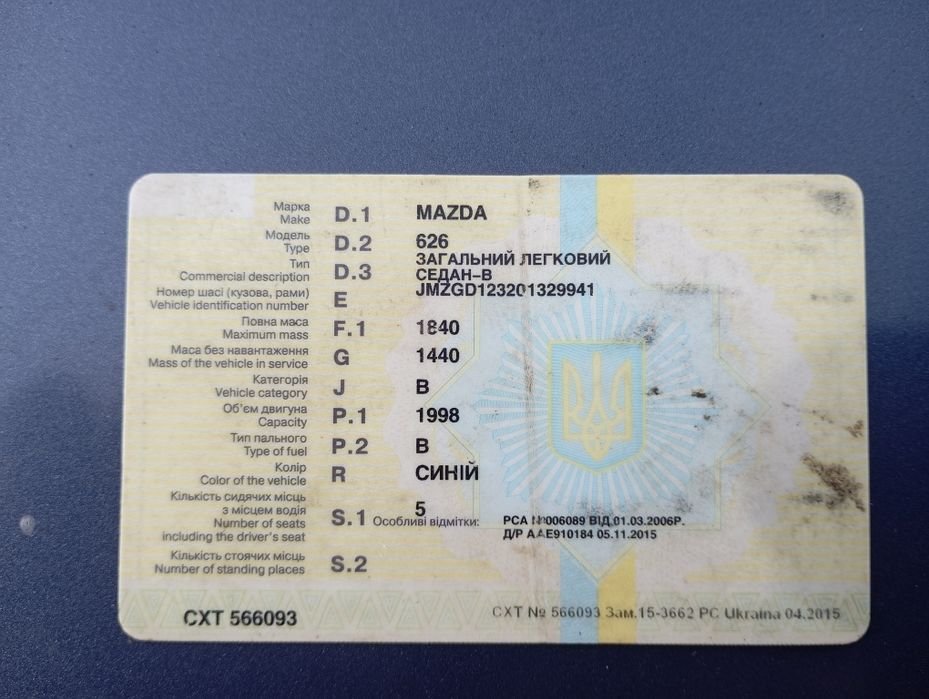 Марка
Make D.1 MAZDA
Модель
Type D.2 626
Тип
Commercial description D.3 ЗАГАЛЬНИЙ ЛЕГКОВИЙ
СЕДАН-В
Номер шасі (кузова, рами)
Vehicle identification number E JMZGD123201329941
Повна маса
Maximum mass F.1 1840
Маса без навантаження
Mass of the vehicle in service G 1440
Категорія
Vehicle category J B
Об'єм двигуна
Capacity P.1 1998
Тип пального
Type of fuel P.2 B
Колір
Color of the vehicle R СИНІЙ
Кількість сидячих місць
з місцем водія
Number of seats
including the driver's seat S.1 5
Особливі відмітки: РСА №006089 ВІД 01.03.2006Р.
Д/Р ААЕ910184 05.11.2015
Кількість стоячих місць
Number of standing places S.2
СХТ 566093
СХТ № 566093 Зам.15-3662 РС Ukraina 04.2015